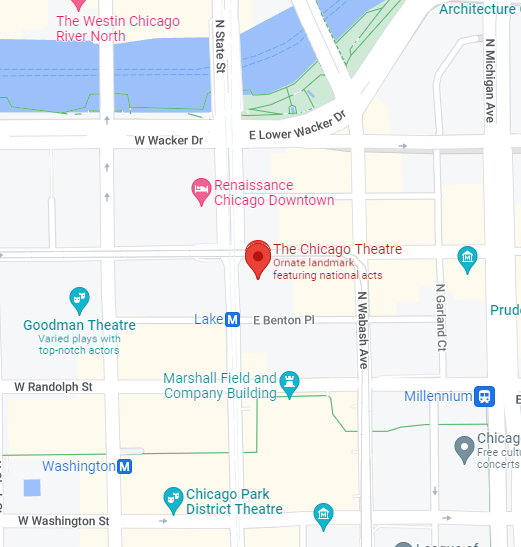 Architecture
The Westin Chicago
River North
N State St
N Michigan Ave
E Lower Wacker Dr
W Wacker Dr
Renaissance
Chicago Downtown
The Chicago Theatre
Ornate landmark
featuring national acts
Goodman Theatre
Varied plays with
top-notch actors
Lake M
E Benton Pl
N Wabash Ave
N Garland Ct
Prud
Marshall Field and
Company Building
W Randolph St
Millennium
E
Washington M
Chicag
Free cultu
concerts
Chicago Park
District Theatre
W Washington St
League of